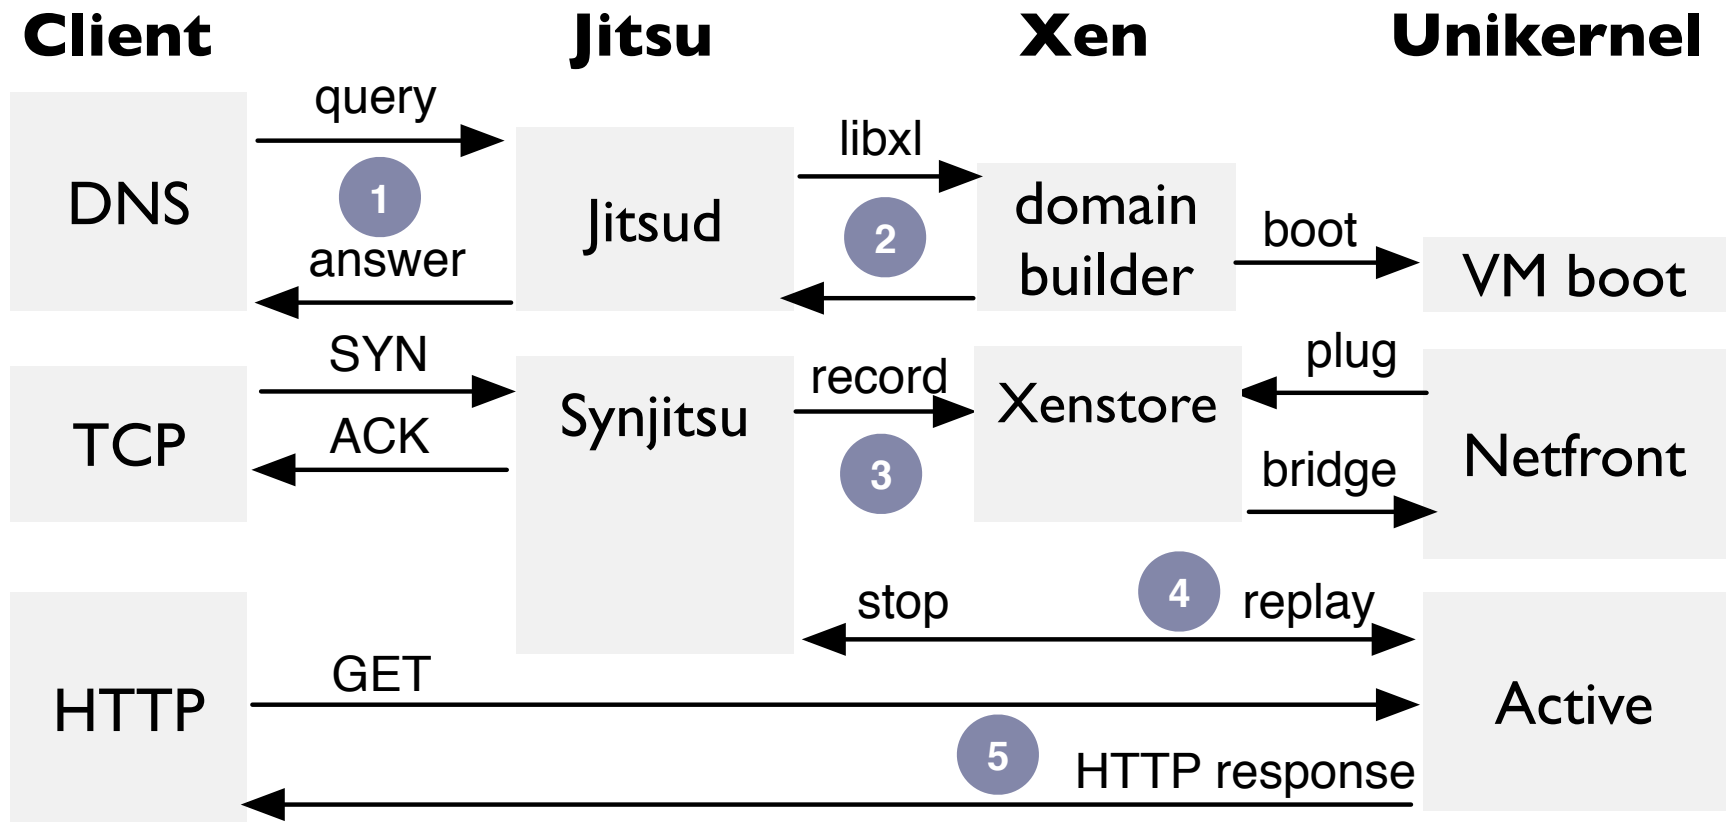 Client
Jitsu
Xen
Unikernel
query
libxl
DNS
1
Jitsud
2
domain
builder
boot
VM boot
answer
SYN
record
plug
TCP
ACK
Synjitsu
3
Xenstore
Netfront
bridge
stop
4
replay
HTTP
GET
Active
5
HTTP response